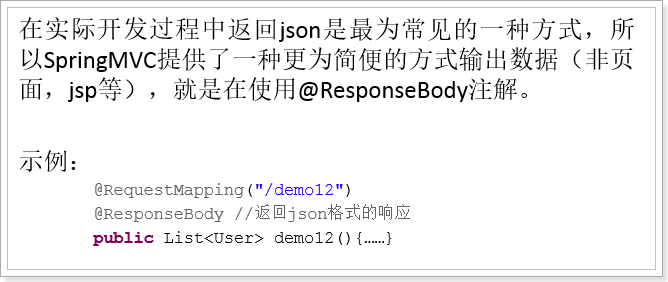 在实际开发过程中返回json是最为常见的一种方式，所
以SpringMVC提供了一种更为简便的方式输出数据（非页
面，jsp等），就是在使用@ResponseBody注解。
示例：
@RequestMapping("/demo12")
@ResponseBody //返回json格式的响应
public List<User> demo12(){……}